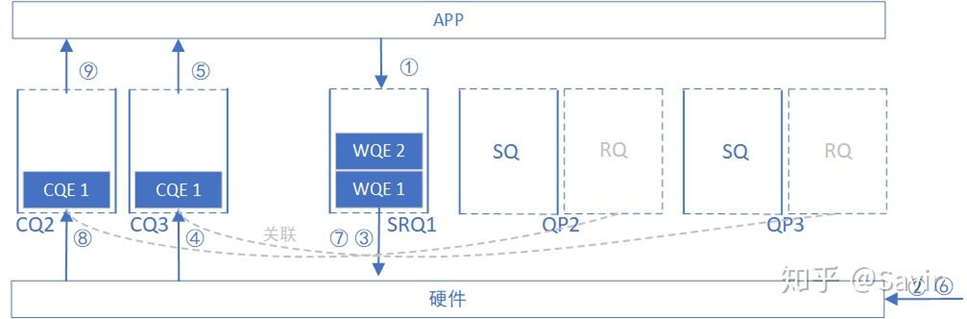 APP
⑨
⑤
①
WQE 2
WQE 1
CQE 1
CQE 1
SQ
RQ
SQ
RQ
CQ2
CQ3
SRQ1
QP2
QP3
⑧
④
关联
⑦ ③
硬件
② ⑥
知乎 @Savir